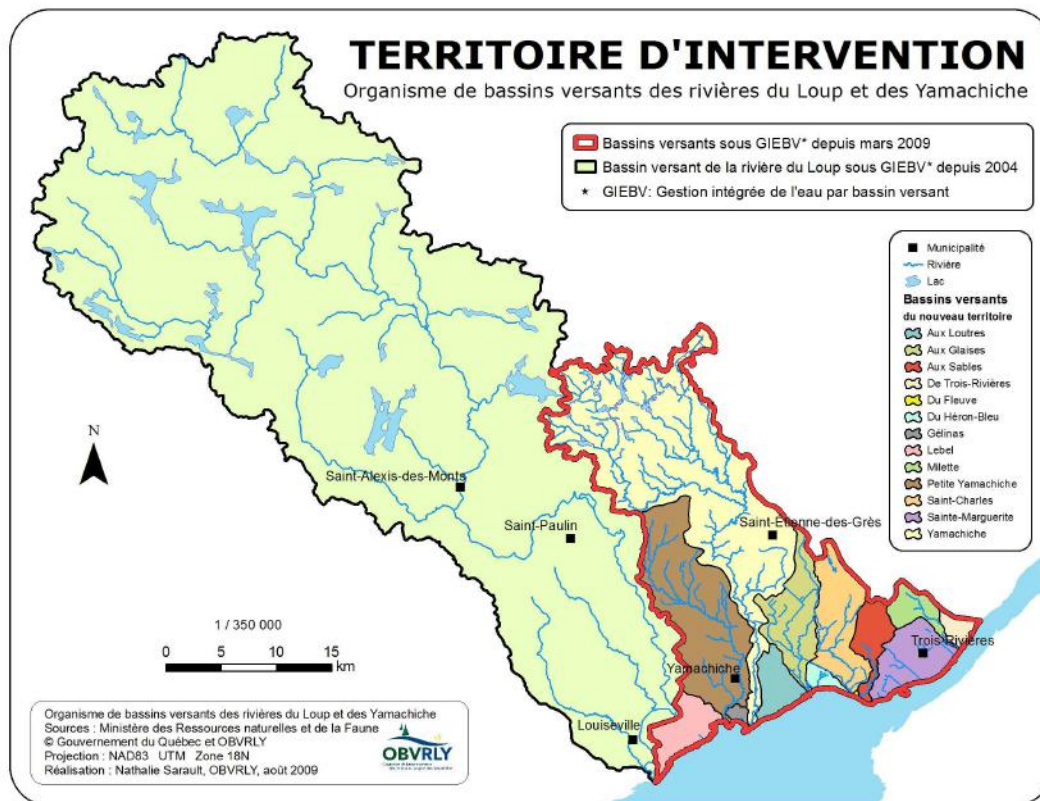 TERRITOIRE D'INTERVENTION
Organisme de bassins versants des rivières du Loup et des Yamachiche
Bassins versants sous GIEBV* depuis mars 2009
Bassin versant de la rivière du Loup sous GIEBV* depuis 2004
* GIEBV: Gestion intégrée de l'eau par bassin versant
Municipalité
Rivière
Lac
Bassins versants
du nouveau territoire
Aux Loutres
Aux Glaises
Aux Sables
De Trois-Rivières
Du Fleuve
Du Héron-Bleu
Gélinas
Lebel
Milette
Petite Yamachiche
Saint-Charles
Sainte-Marguerite
Yamachiche
N
Saint-Alexis-des-Monts
Saint-Paulin
Saint-Etienne-des-Grès
Trois-Rivières
Yamachiche
Louiseville
1 / 350 000
0 5 10 15
km
Organisme de bassins versants des rivières du Loup et des Yamachiche
Sources : Ministère des Ressources naturelles et de la Faune
© Gouvernement du Québec et OBVRLY
Projection : NAD83 UTM Zone 18N
Réalisation : Nathalie Sarault, OBVRLY, août 2009
OBVRLY